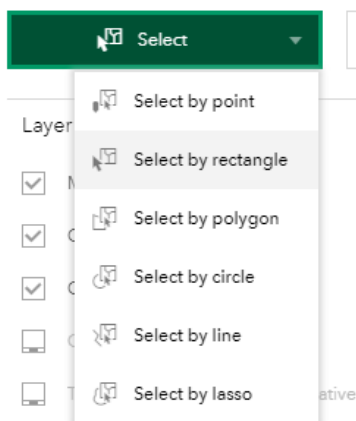 Select
Select by point
Layer
Select by rectangle
Select by polygon
Select by circle
Select by line
Select by lasso